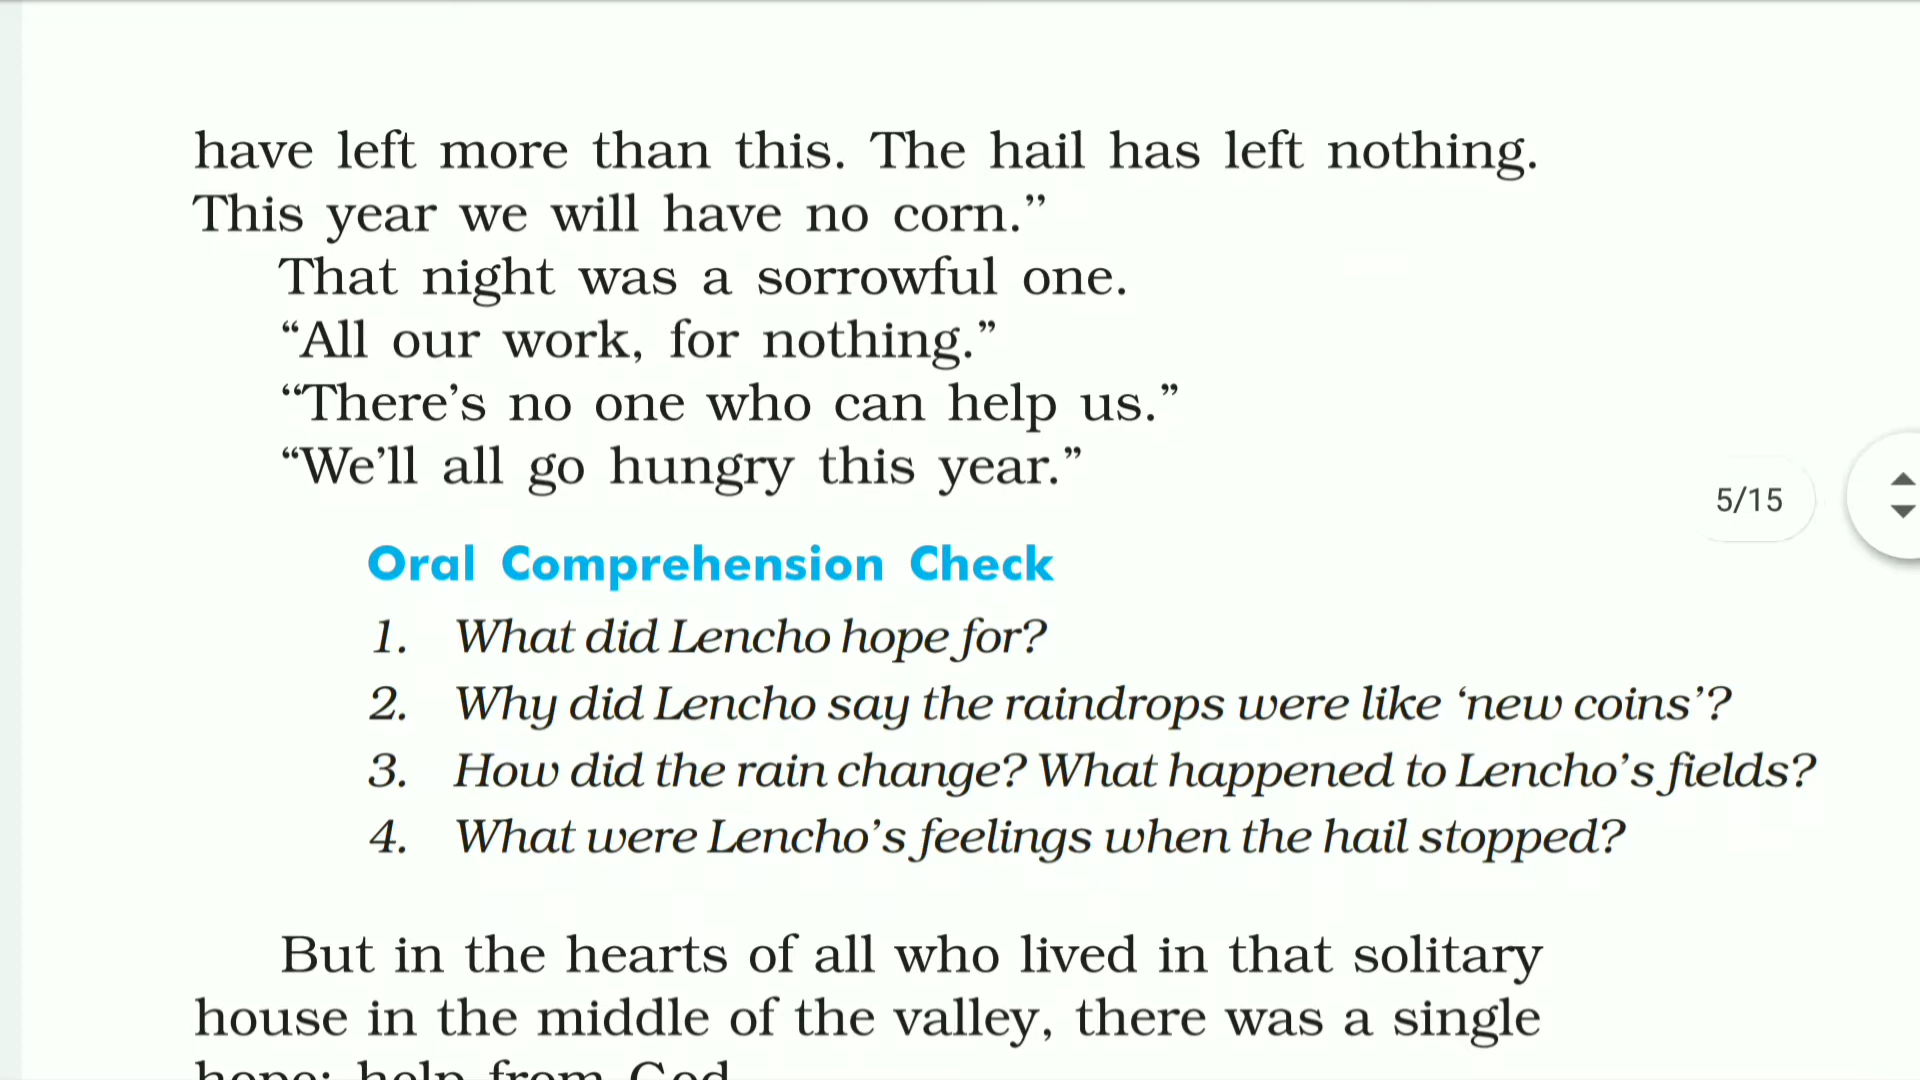 have left more than this. The hail has left nothing.
This year we will have no corn.”
That night was a sorrowful one.
“All our work, for nothing.”
“There’s no one who can help us.”
“We’ll all go hungry this year.”
5/15
Oral Comprehension Check
1. What did Lencho hope for?
2. Why did Lencho say the raindrops were like ‘new coins’?
3. How did the rain change? What happened to Lencho’s fields?
4. What were Lencho’s feelings when the hail stopped?
But in the hearts of all who lived in that solitary
house in the middle of the valley, there was a single
hope: help from God.